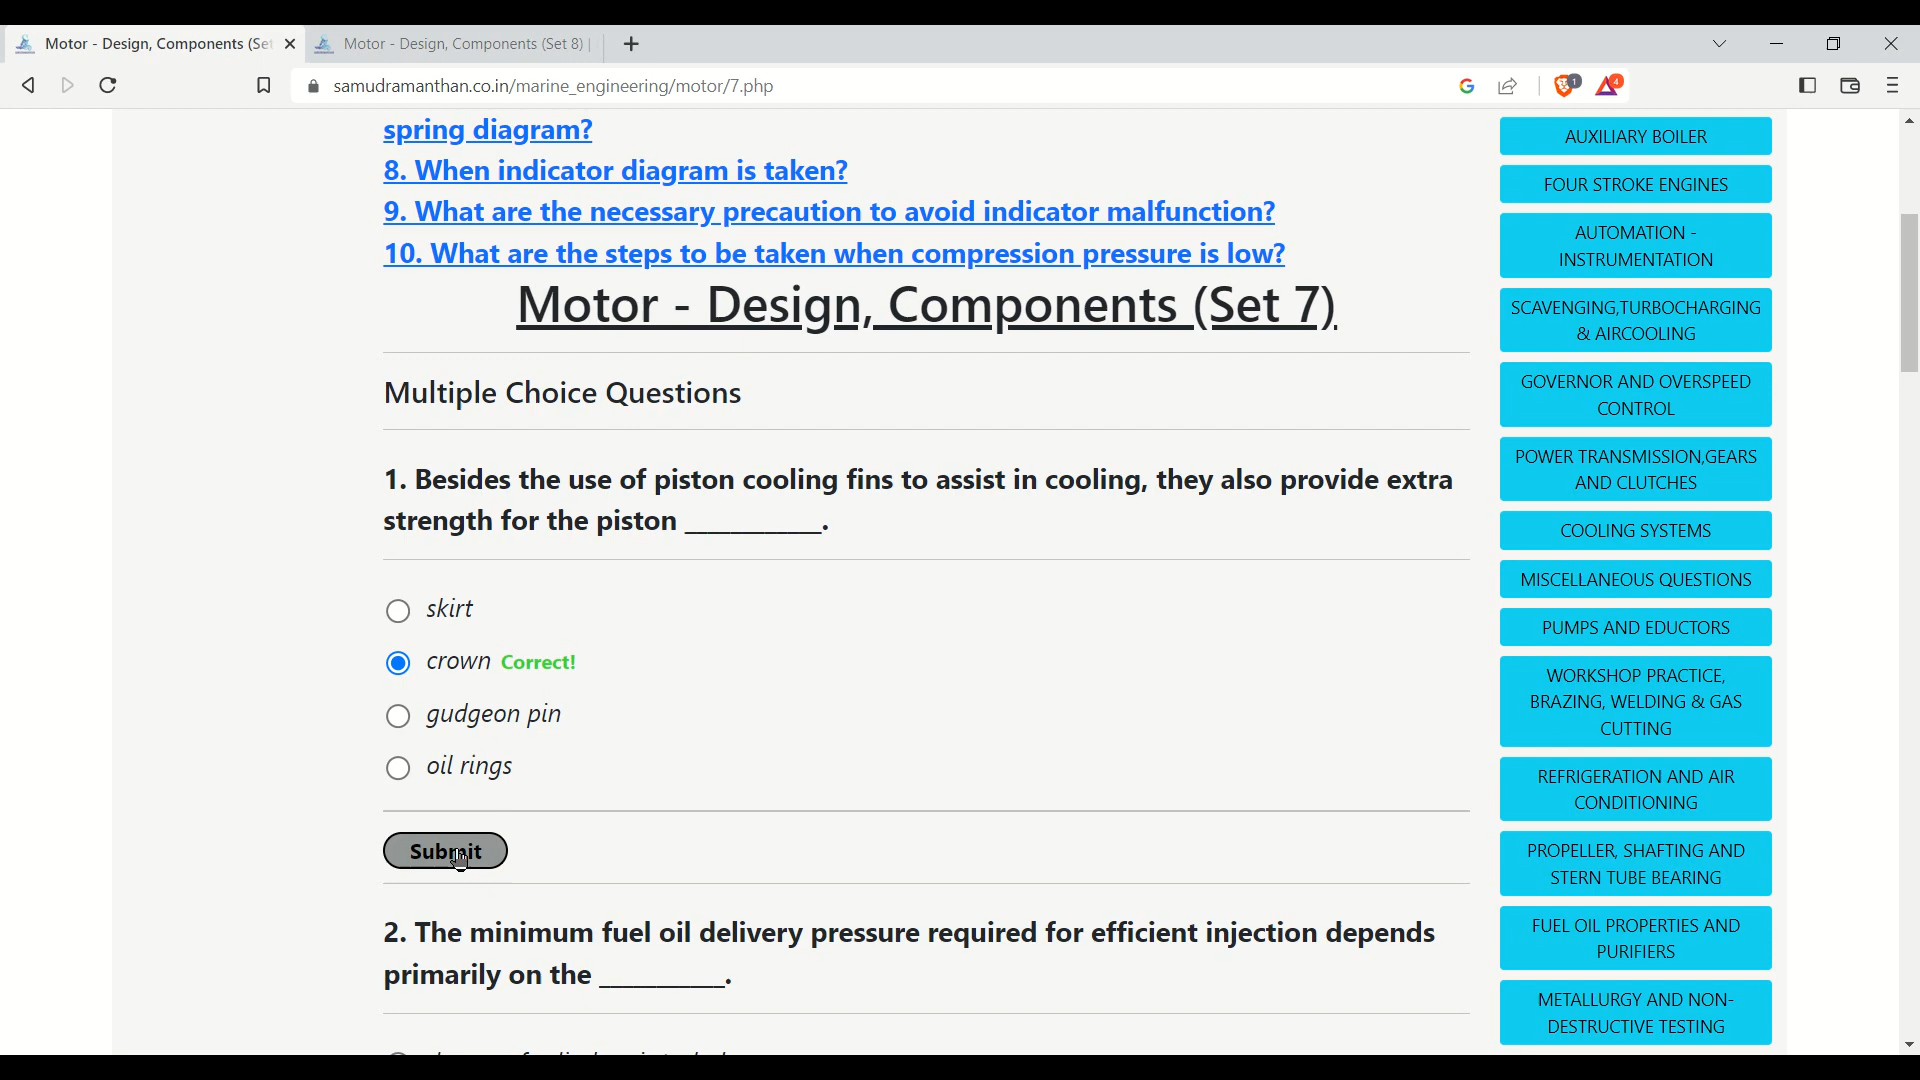 Motor - Design, Components (Set
Motor - Design, Components (Set 8) |
samudramanthan.co.in/marine_engineering/motor/7.php
1
4
spring diagram?
8. When indicator diagram is taken?
9. What are the necessary precaution to avoid indicator malfunction?
10. What are the steps to be taken when compression pressure is low?
Motor - Design, Components (Set 7)
Multiple Choice Questions
1. Besides the use of piston cooling fins to assist in cooling, they also provide extra
strength for the piston ___________.
skirt
crown Correct!
gudgeon pin
oil rings
Submit
2. The minimum fuel oil delivery pressure required for efficient injection depends
primarily on the __________.
AUXILIARY BOILER
FOUR STROKE ENGINES
AUTOMATION -
INSTRUMENTATION
SCAVENGING,TURBOCHARGING
& AIRCOOLING
GOVERNOR AND OVERSPEED
CONTROL
POWER TRANSMISSION,GEARS
AND CLUTCHES
COOLING SYSTEMS
MISCELLANEOUS QUESTIONS
PUMPS AND EDUCTORS
WORKSHOP PRACTICE,
BRAZING, WELDING & GAS
CUTTING
REFRIGERATION AND AIR
CONDITIONING
PROPELLER, SHAFTING AND
STERN TUBE BEARING
FUEL OIL PROPERTIES AND
PURIFIERS
METALLURGY AND NON-
DESTRUCTIVE TESTING